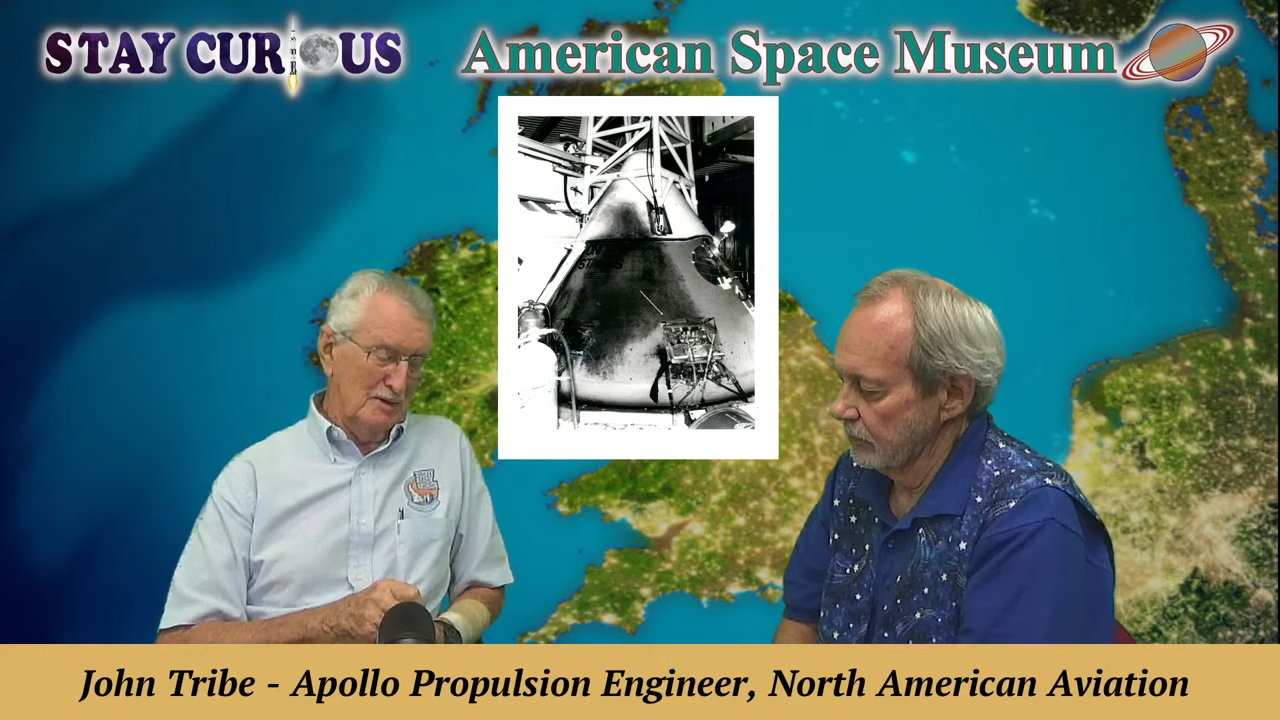 STAY CURIOUS
American Space Museum
John Tribe - Apollo Propulsion Engineer, North American Aviation